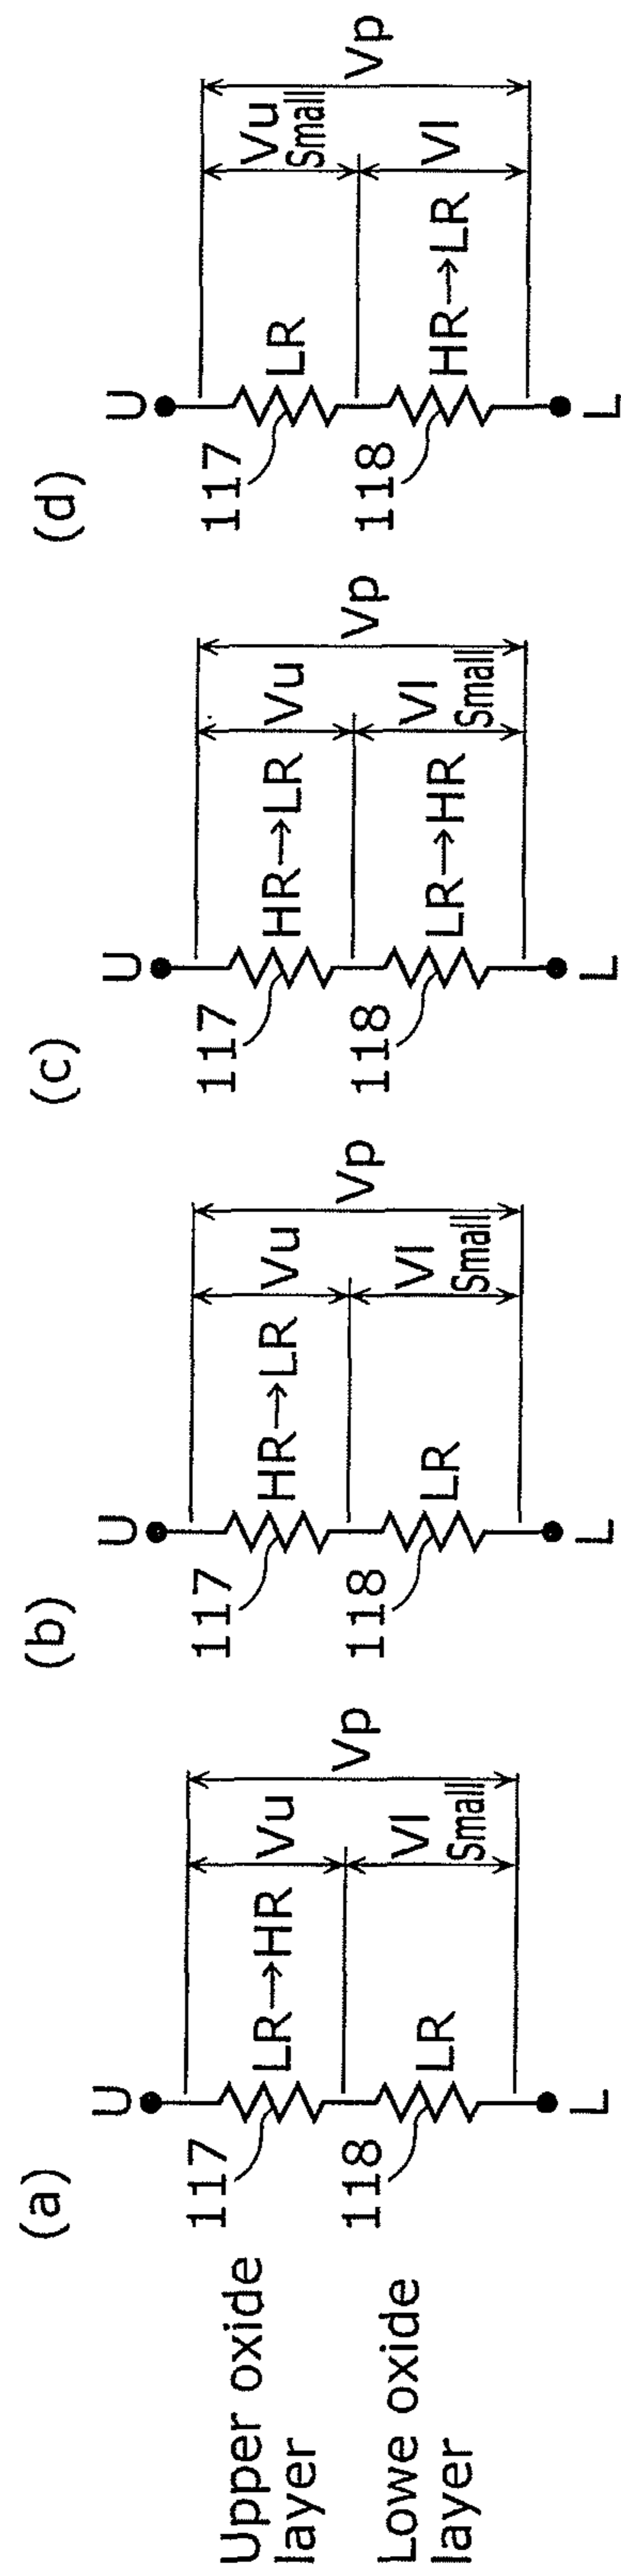 (a)
U
117
LR→HR
Vu
Vp
118
LR
Vl
Small
L
Upper oxide
layer
Lowe oxide
layer
(b)
U
117
HR→LR
Vu
Vp
118
LR
Vl
Small
L
(c)
U
117
HR→LR
Vu
Vp
118
LR→HR
Vl
Small
L
(d)
U
117
LR
Vu
Small
Vp
118
HR→LR
Vl
L